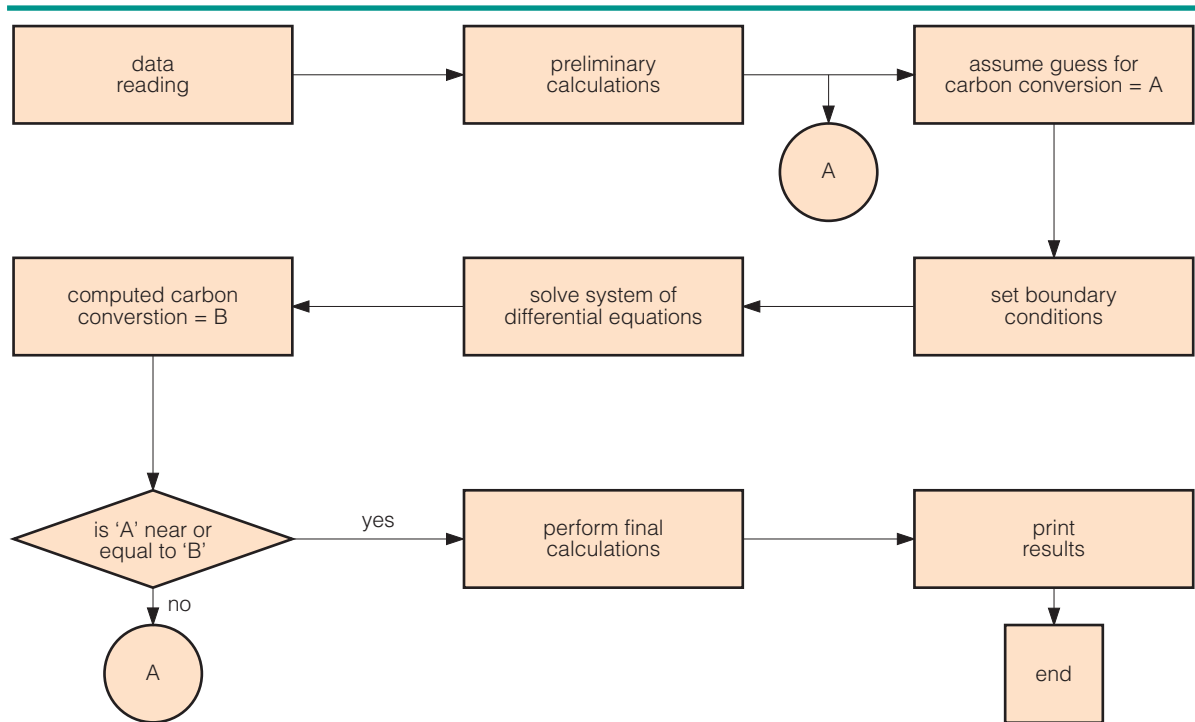 data
reading
preliminary
calculations
assume guess for
carbon conversion = A
A
computed carbon
converstion = B
solve system of
differential equations
set boundary
conditions
is ‘A’ near or
equal to ‘B’
yes
perform final
calculations
print
results
no
A
end